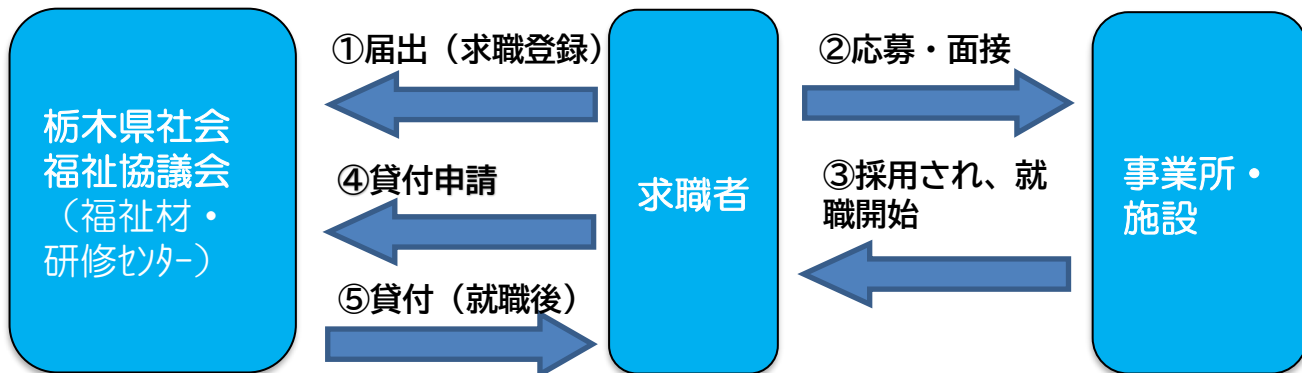 栃木県社会
福祉協議会
（福祉材・
研修ｾﾝﾀｰ）
①届出（求職登録）
④貸付申請
⑤貸付（就職後）
求職者
②応募・面接
③採用され、就
職開始
事業所・
施設